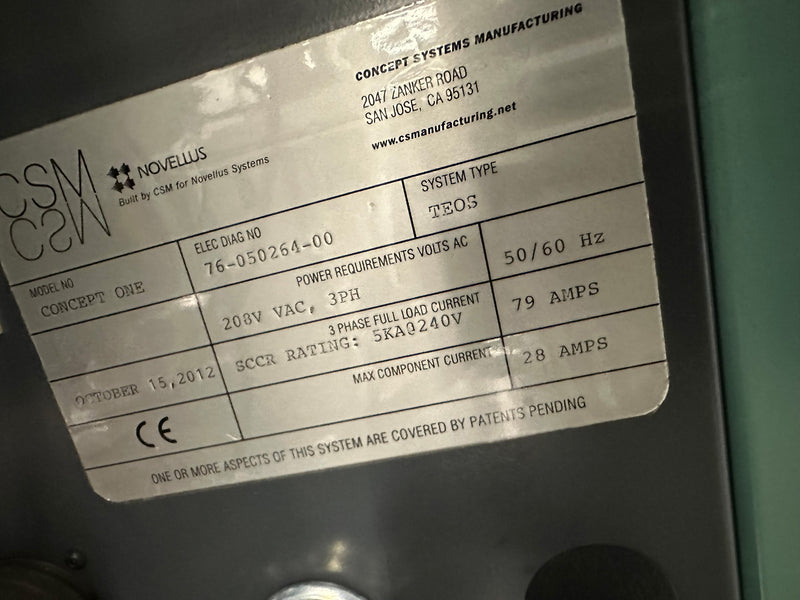 CONCEPT SYSTEMS MANUFACTURING
2047 ZANKER ROAD
SAN JOSE, CA 95131
www.csmanufacturing.net
CSM
CSM
NOVELLUS
Built by CSM for Novellus Systems
MODEL NO
CONCEPT ONE
ELEC DIAG NO
76-050264-00
SYSTEM TYPE
TEOS
POWER REQUIREMENTS VOLTS AC
208V VAC, 3PH
50/60 Hz
3 PHASE FULL LOAD CURRENT
SCCR RATING: 5KA@240V
79 AMPS
OCTOBER 15,2012
MAX COMPONENT CURRENT
28 AMPS
CE
ONE OR MORE ASPECTS OF THIS SYSTEM ARE COVERED BY PATENTS PENDING